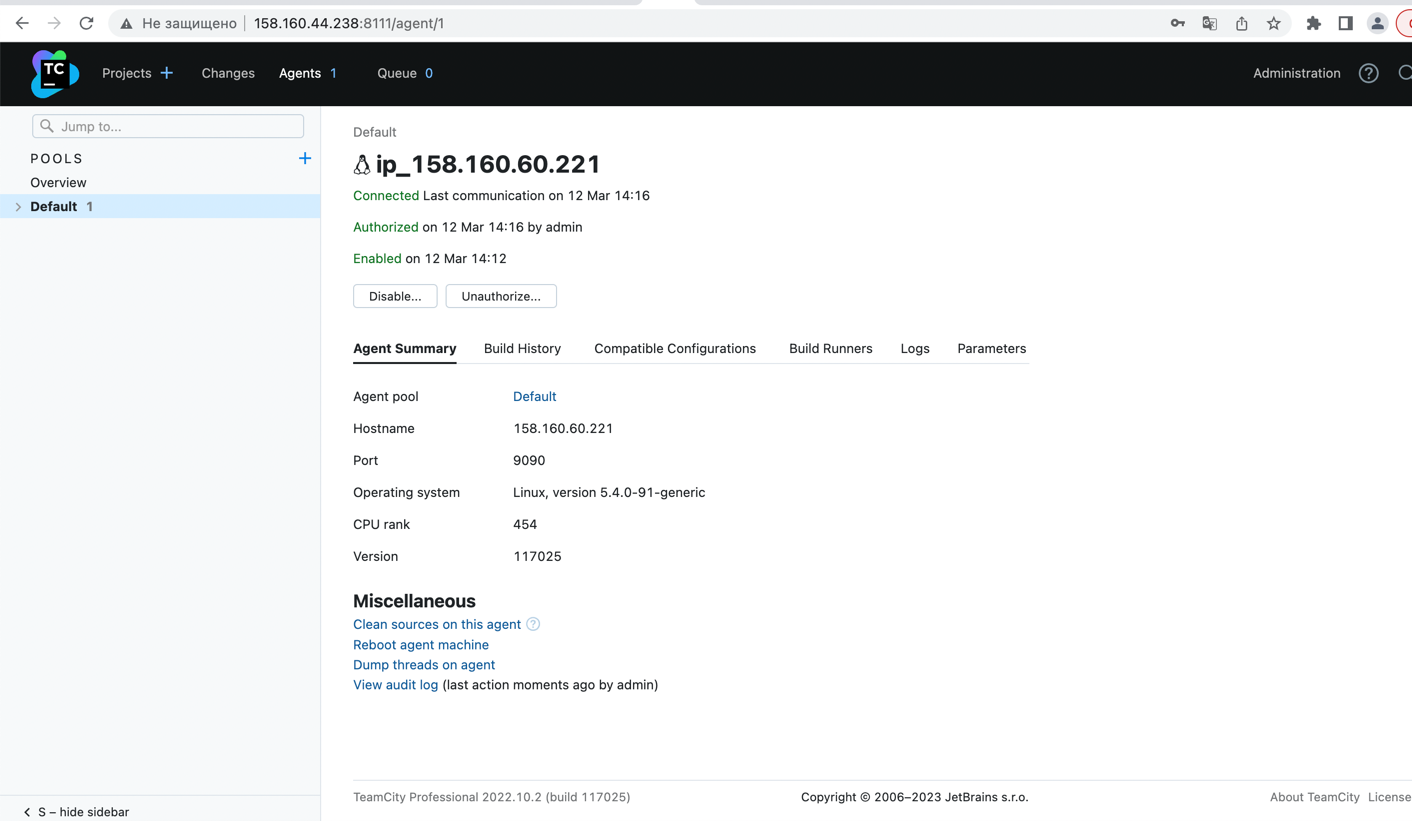 Не защищено 158.160.44.238:8111/agent/1
TC Projects Changes Agents 1 Queue 0 Administration ?
Jump to...
POOLS
Overview
Default 1
Default
ip_158.160.60.221
Connected Last communication on 12 Mar 14:16
Authorized on 12 Mar 14:16 by admin
Enabled on 12 Mar 14:12
Disable... Unauthorize...
Agent Summary Build History Compatible Configurations Build Runners Logs Parameters
Agent pool Default
Hostname 158.160.60.221
Port 9090
Operating system Linux, version 5.4.0-91-generic
CPU rank 454
Version 117025
Miscellaneous
Clean sources on this agent ?
Reboot agent machine
Dump threads on agent
View audit log (last action moments ago by admin)
TeamCity Professional 2022.10.2 (build 117025) Copyright © 2006–2023 JetBrains s.r.o. About TeamCity License
S – hide sidebar